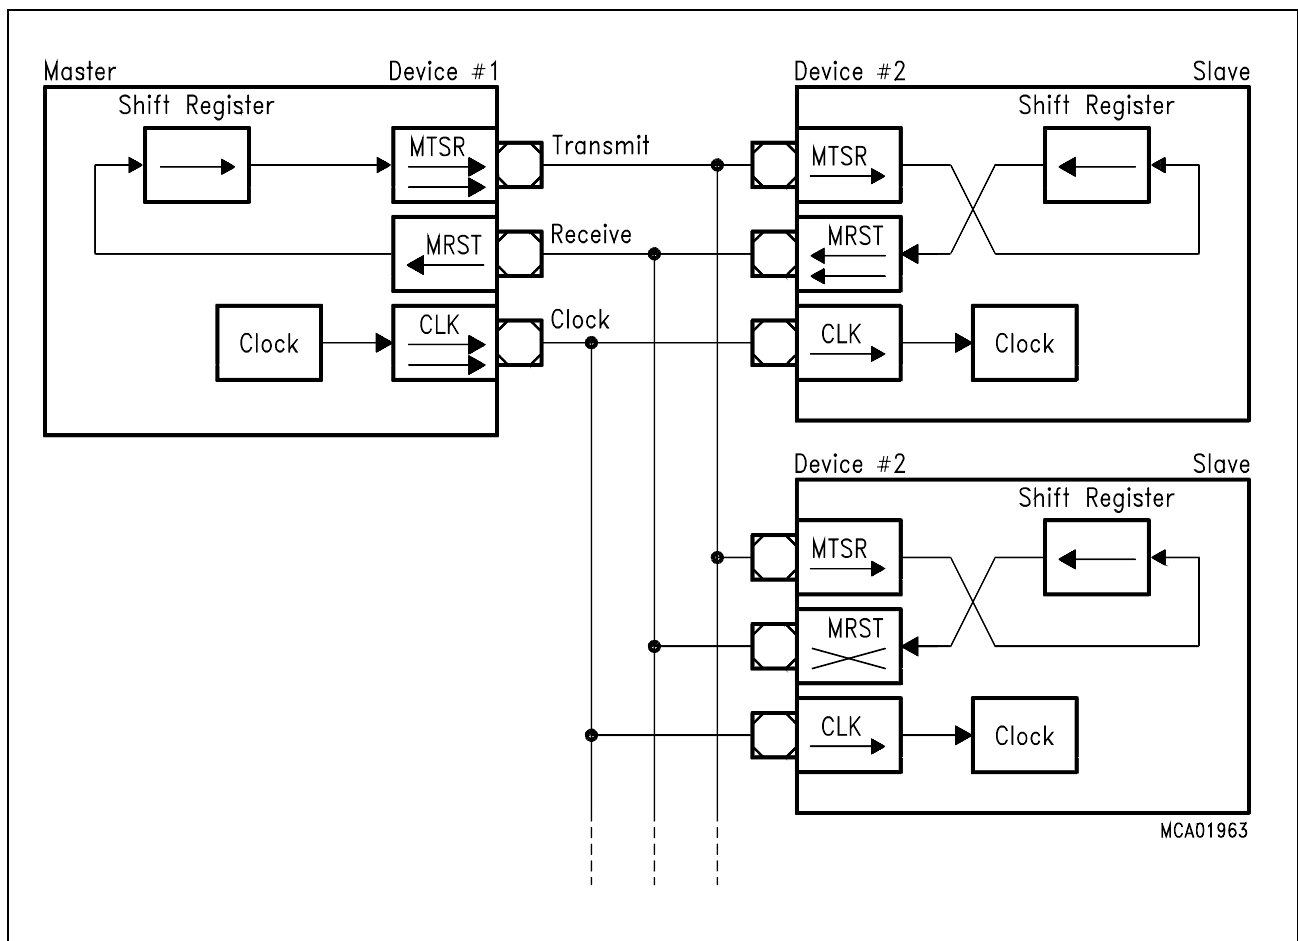 Master
Device #1
Shift Register
MTSR
Transmit
MRST
Receive
Clock
CLK
Clock
Device #2
Slave
Shift Register
MTSR
MRST
CLK
Clock
Device #2
Slave
Shift Register
MTSR
MRST
CLK
Clock
MCA01963